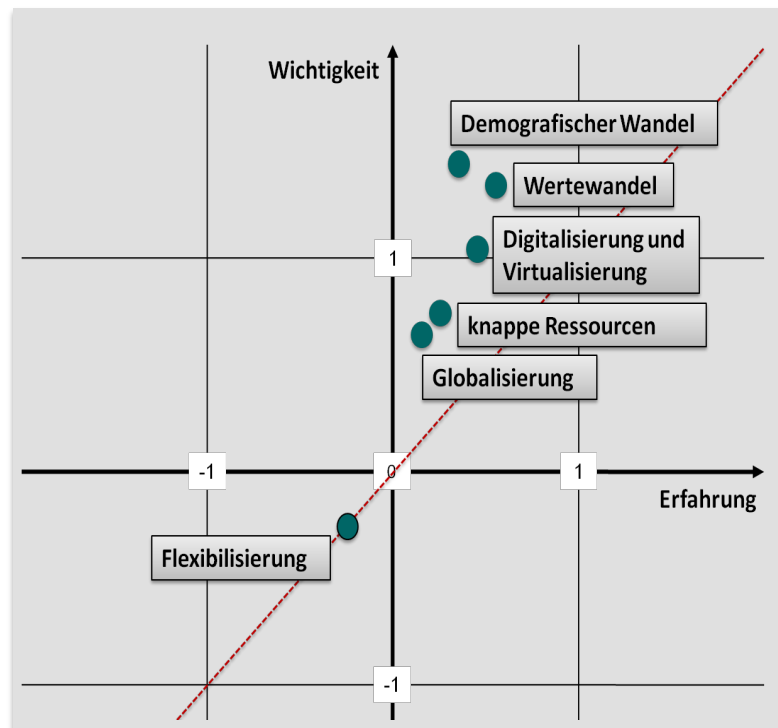 Wichtigkeit
Demografischer Wandel
Wertewandel
Digitalisierung und
Virtualisierung
1
knappe Ressourcen
Globalisierung
-1
0
1
Erfahrung
Flexibilisierung
-1